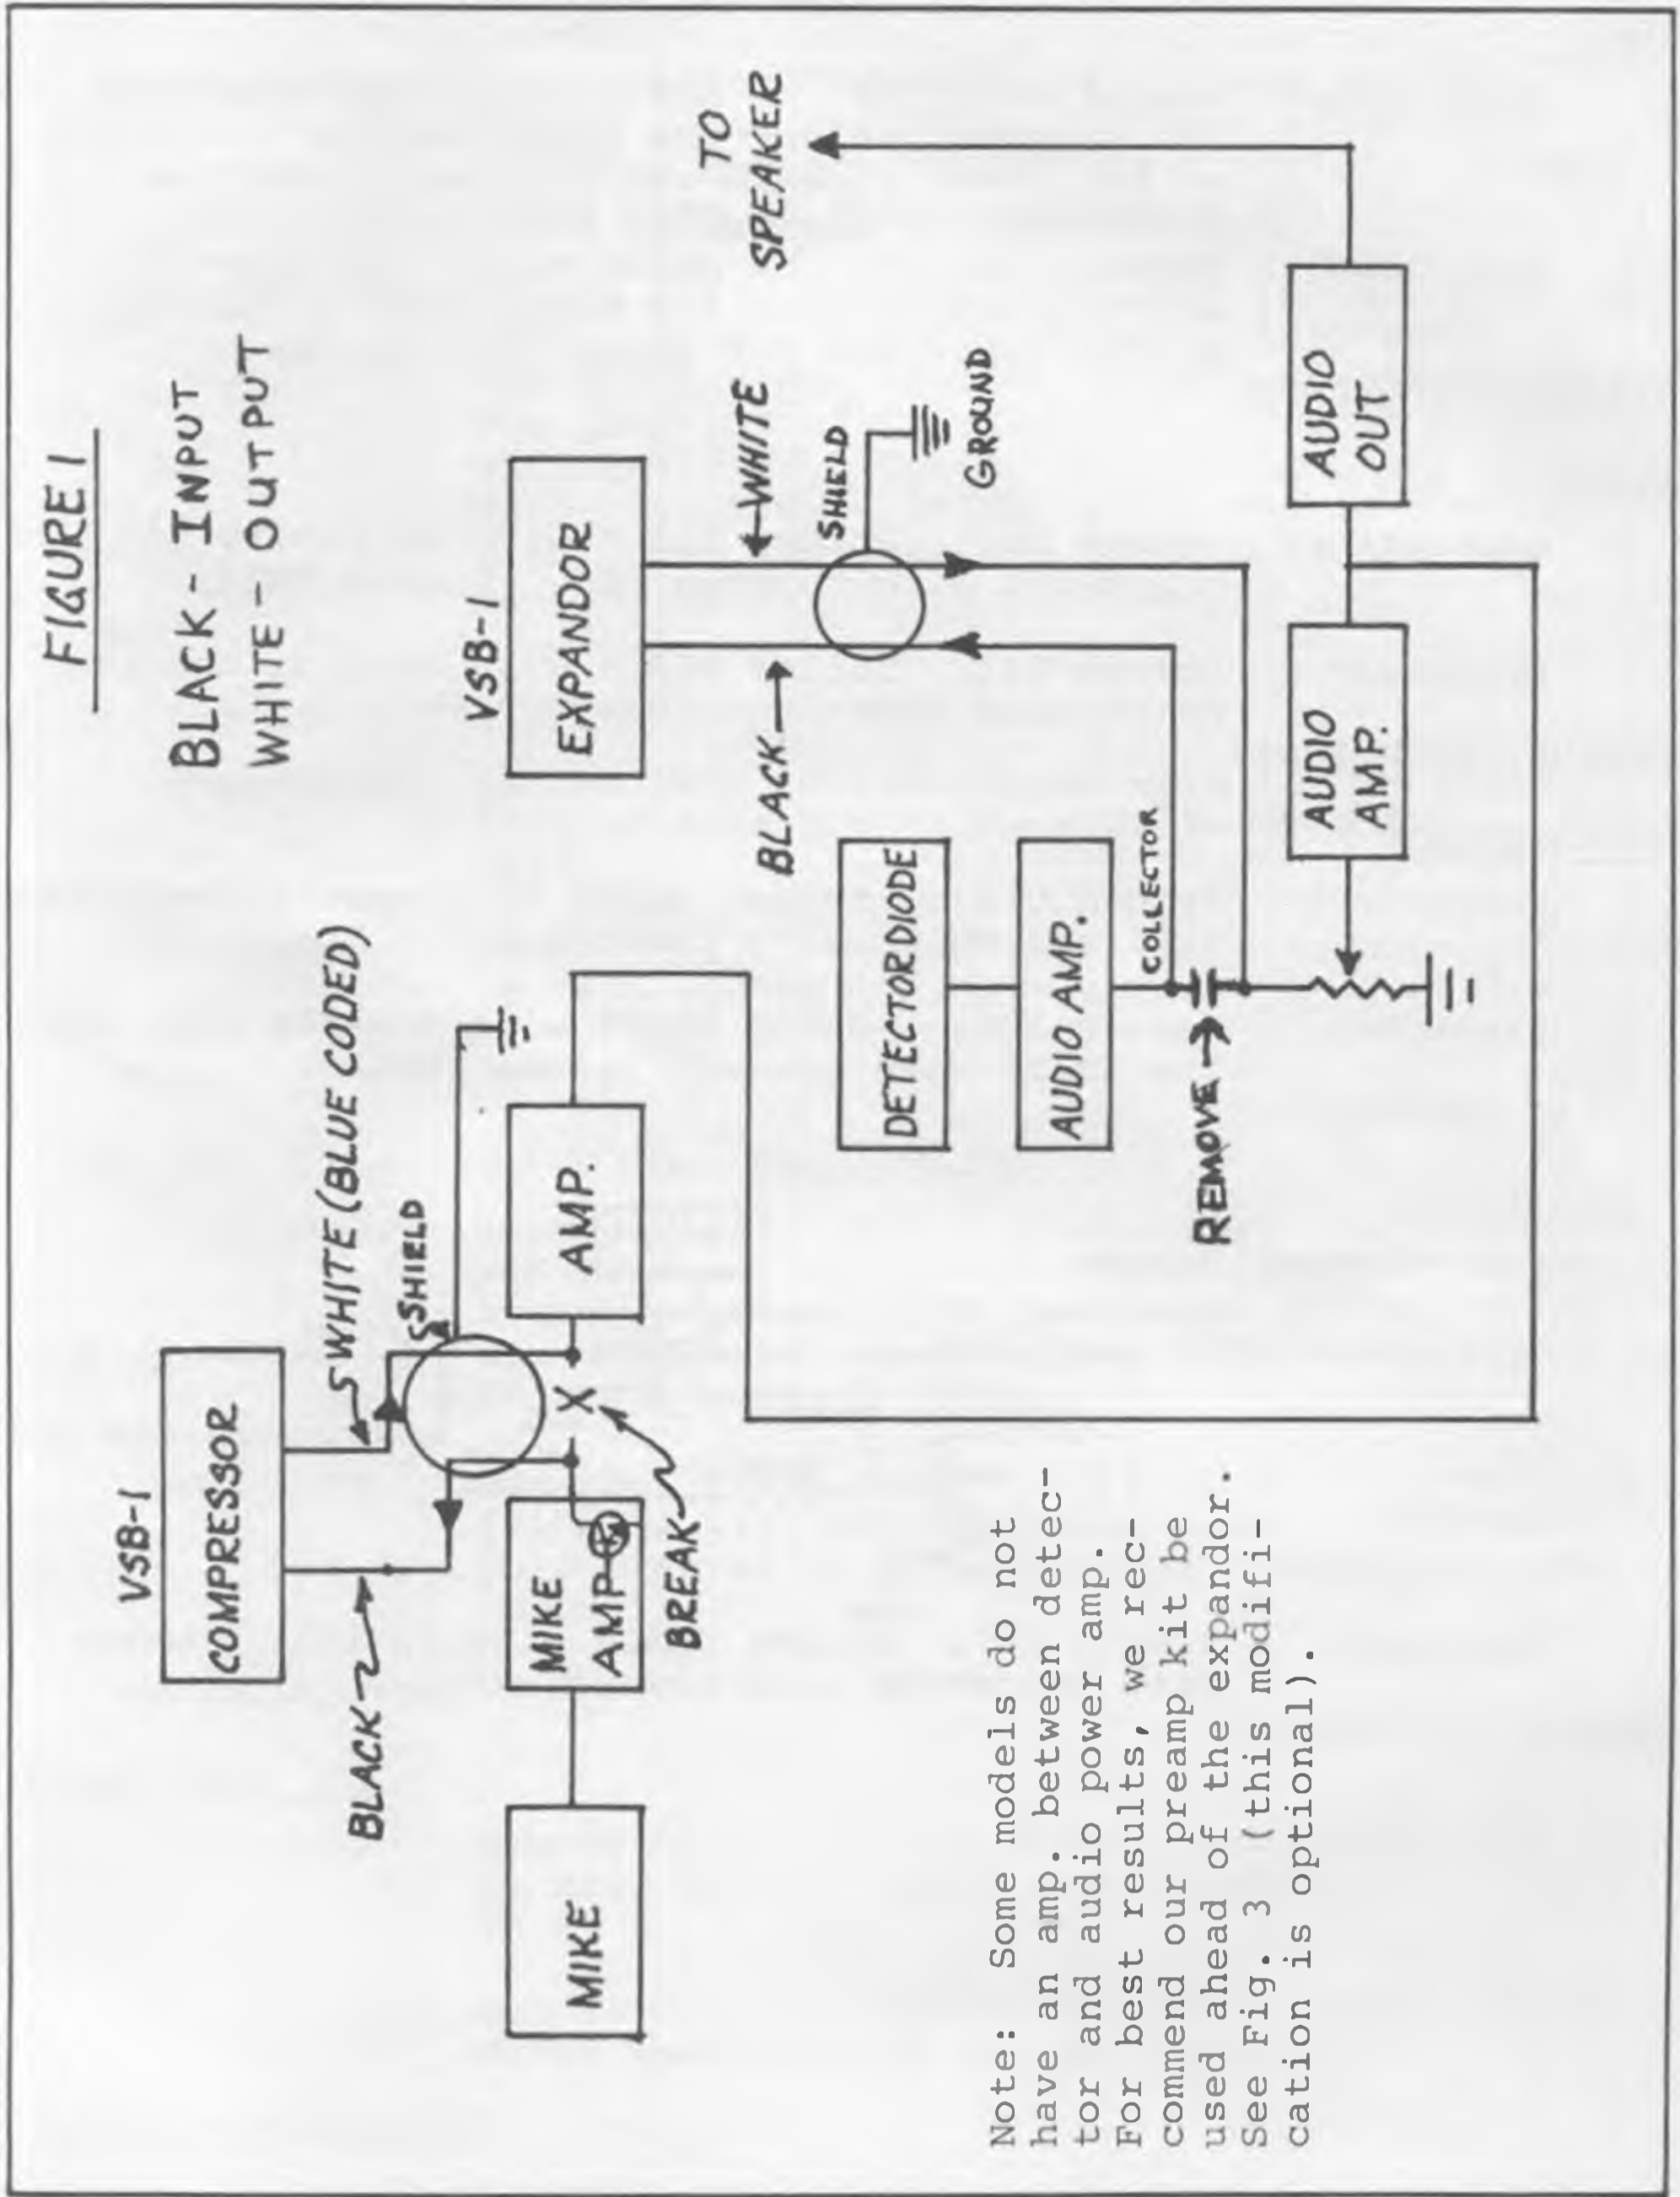 FIGURE 1
BLACK - INPUT
WHITE - OUTPUT
VSB-1
COMPRESSOR
BLACK
WHITE (BLUE CODED)
SHIELD
MIKE
MIKE
AMP
BREAK
X
AMP.
VSB-1
EXPANDOR
BLACK
WHITE
SHIELD
GROUND
TO
SPEAKER
DETECTOR DIODE
AUDIO AMP.
COLLECTOR
REMOVE
AUDIO
AMP.
AUDIO
OUT
Note: Some models do not
have an amp. between detec-
tor and audio power amp.
For best results, we rec-
commend our preamp kit be
used ahead of the expandor.
See Fig. 3 (this modifi-
cation is optional).